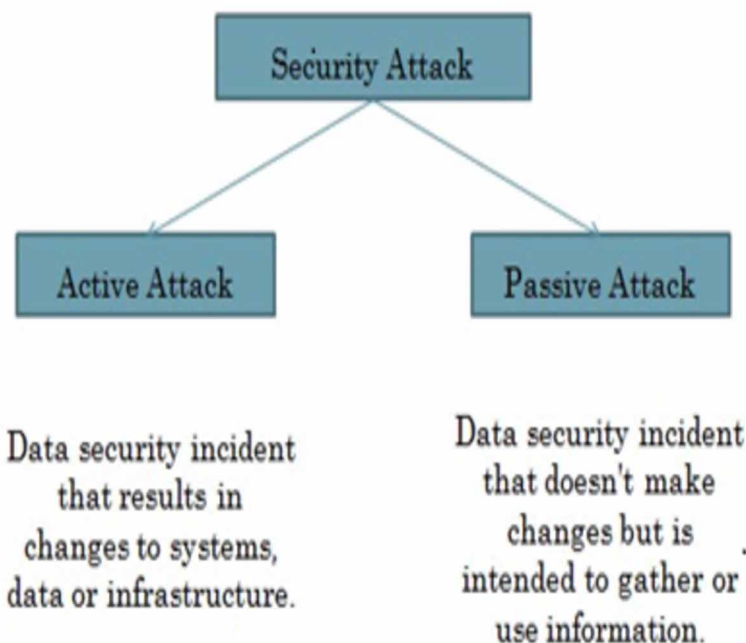 Security Attack
Active Attack
Passive Attack
Data security incident
that results in
changes to systems,
data or infrastructure.
Data security incident
that doesn't make
changes but is
intended to gather or
use information.